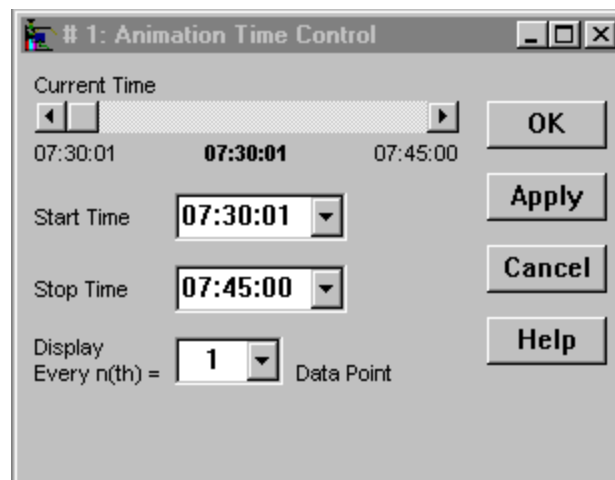 # 1: Animation Time Control
Current Time
07:30:01 07:30:01 07:45:00
OK
Start Time 07:30:01
Apply
Stop Time 07:45:00
Cancel
Display
Every n(th) = 1 Data Point
Help